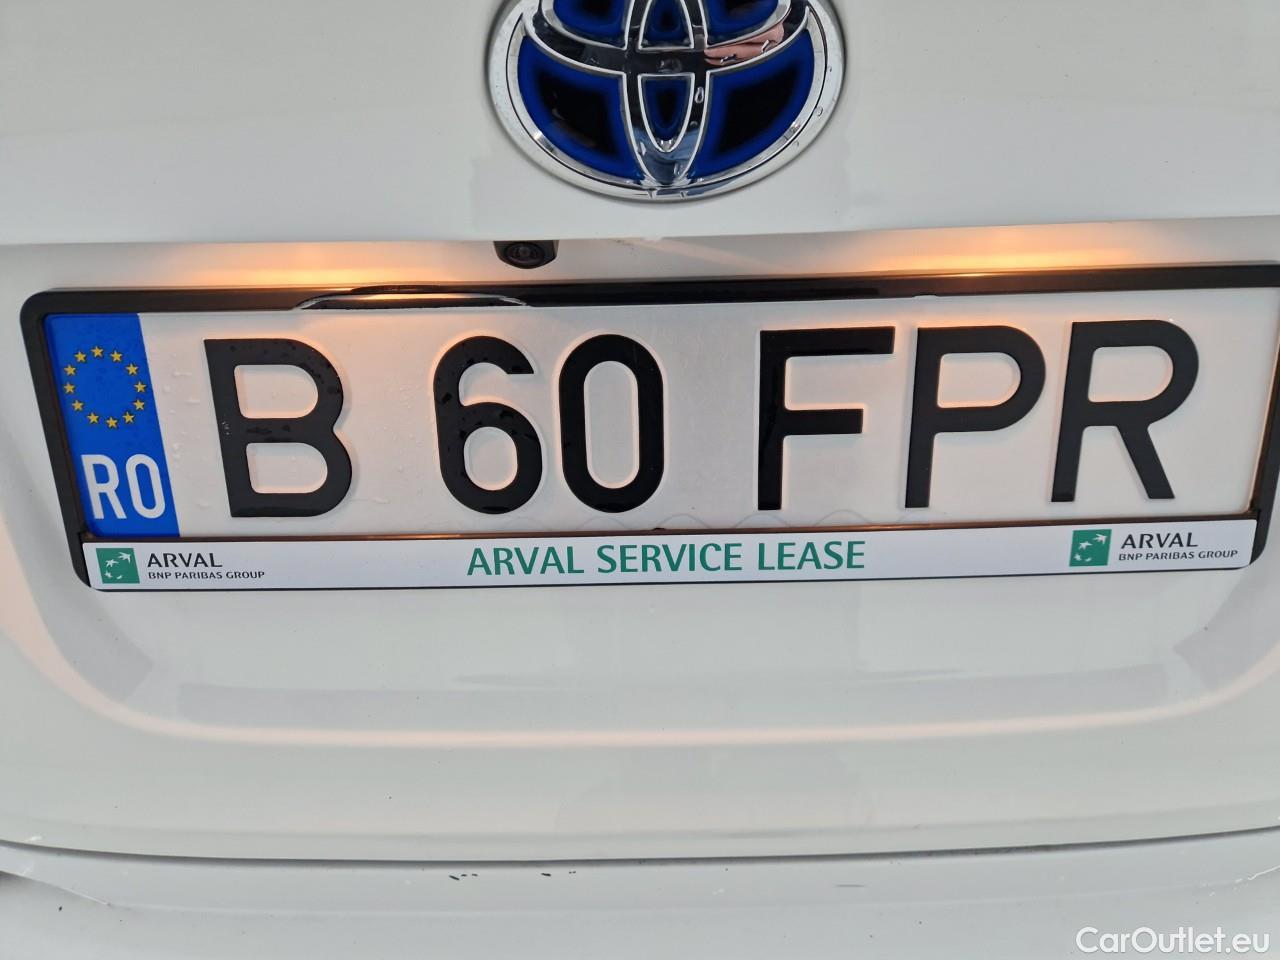 B 60 FPR
RO
ARVAL
BNP PARIBAS GROUP
ARVAL SERVICE LEASE
ARVAL
BNP PARIBAS GROUP
CarOutlet.eu